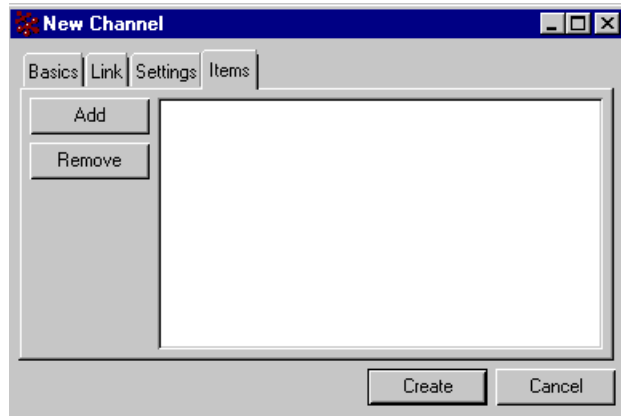 New Channel
Basics Link Settings Items
Add
Remove
Create Cancel